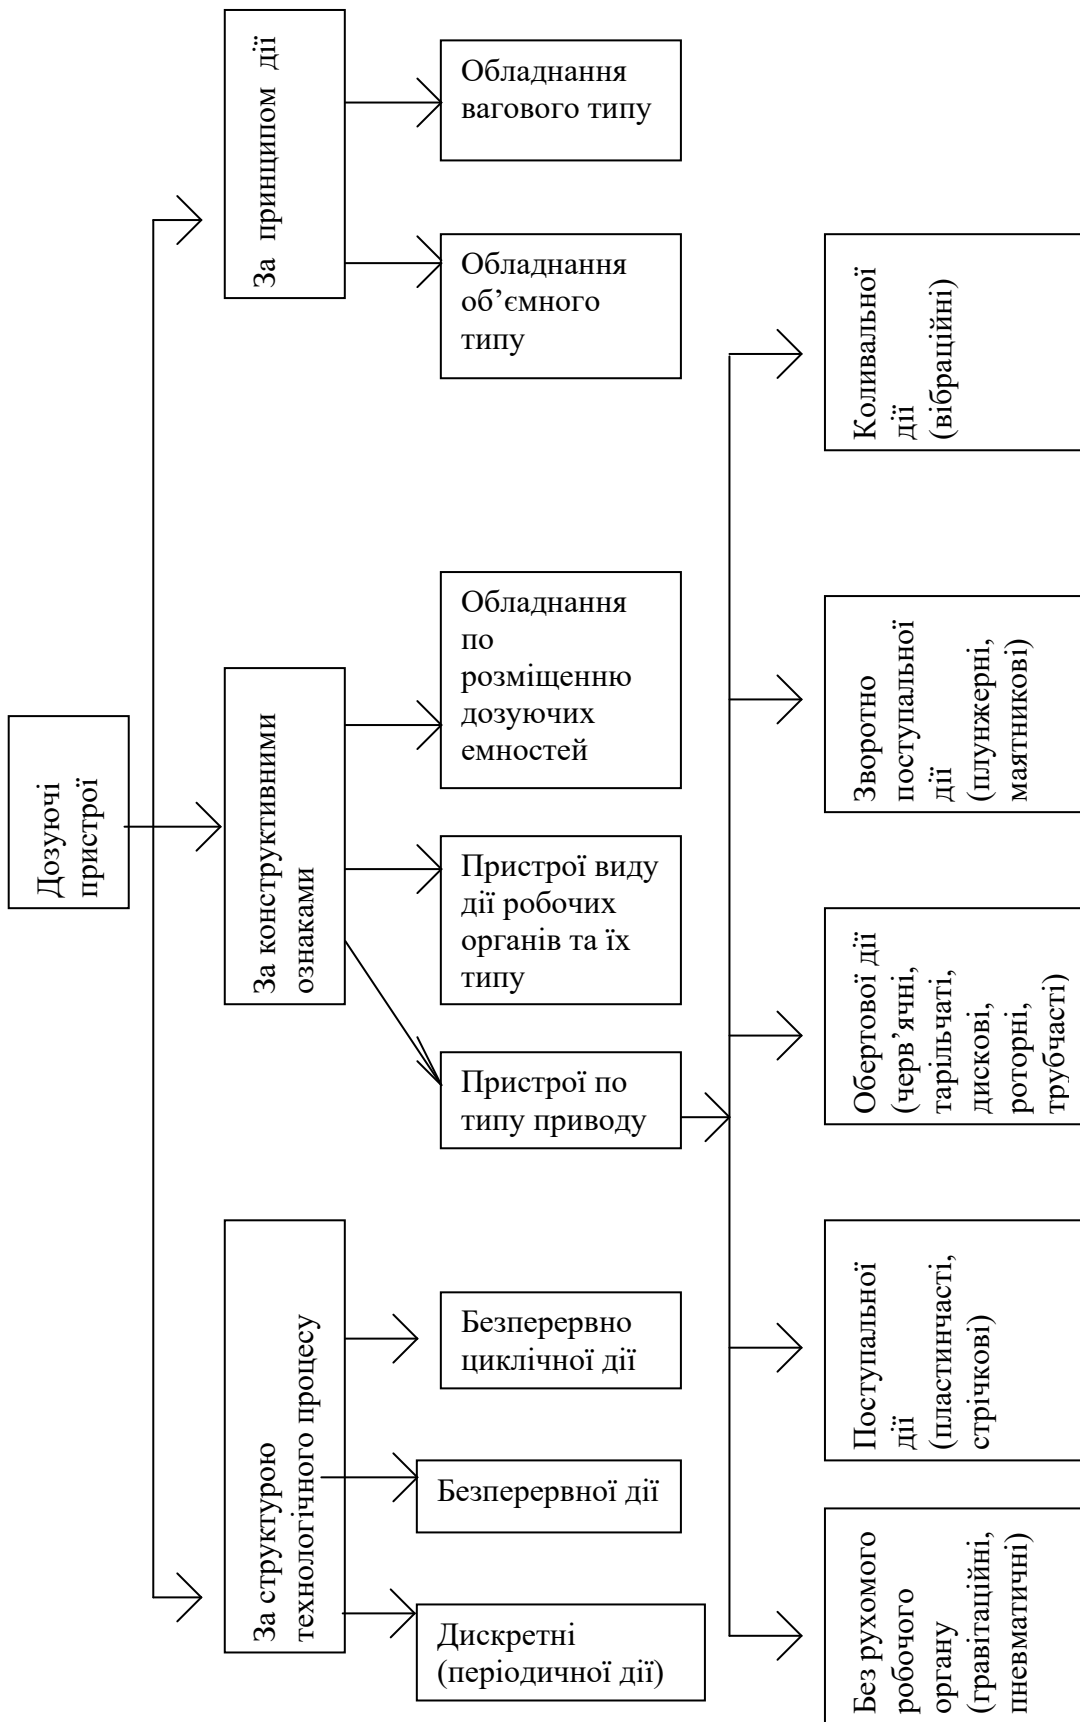 Дозуючі
пристрої
За структурою
технологічного процесу
За конструктивними
ознаками
За принципом дії
Дискретні
(періодичної дії)
Безперервної дії
Безперервно
циклічної дії
Пристрої по
типу приводу
Пристрої виду
дії робочих
органів та їх
типу
Обладнання
по
розміщенню
дозуючих
емностей
Обладнання
об’ємного
типу
Обладнання
вагового типу
Без рухомого
робочого
органу
(гравітаційні,
пневматичні)
Поступальної
дії
(пластинчасті,
стрічкові)
Обертової дії
(черв’ячні,
тарільчаті,
дискові,
роторні,
трубчасті)
Зворотно
поступальної
дії
(плунжерні,
маятникові)
Коливальної
дії
(вібраційні)